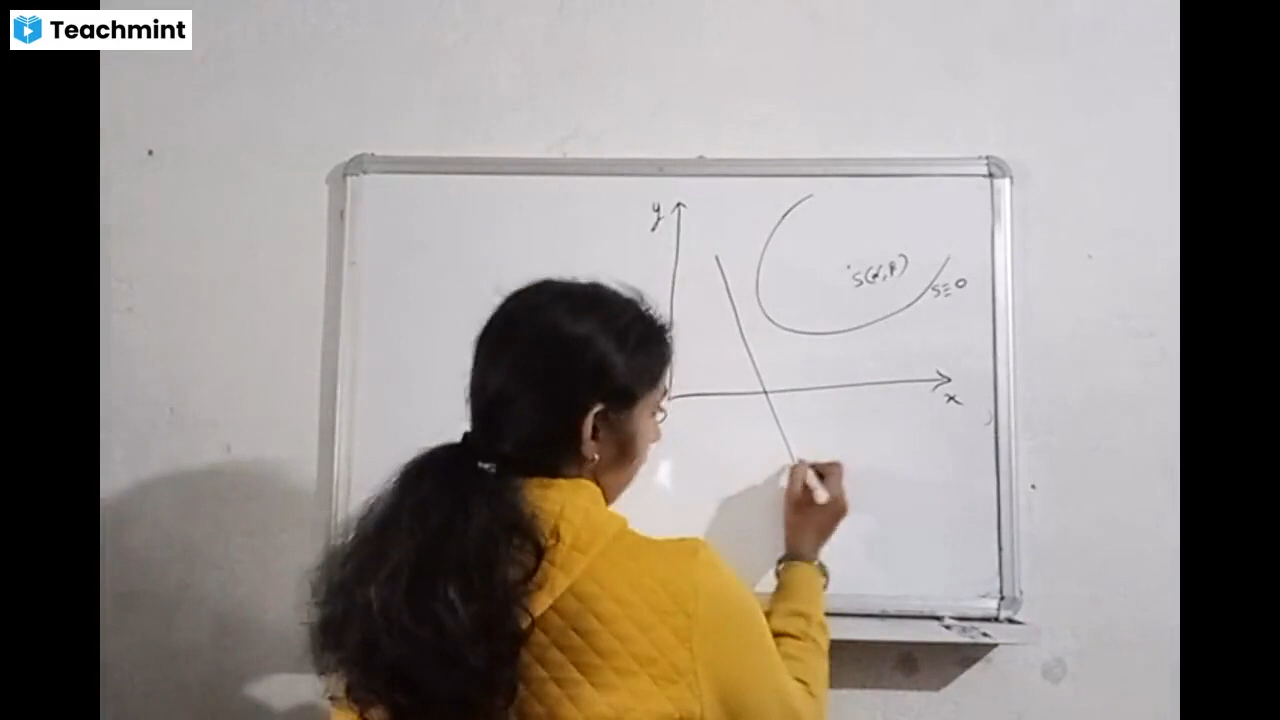 Teachmint
y
S(α,β)
S≡0
x